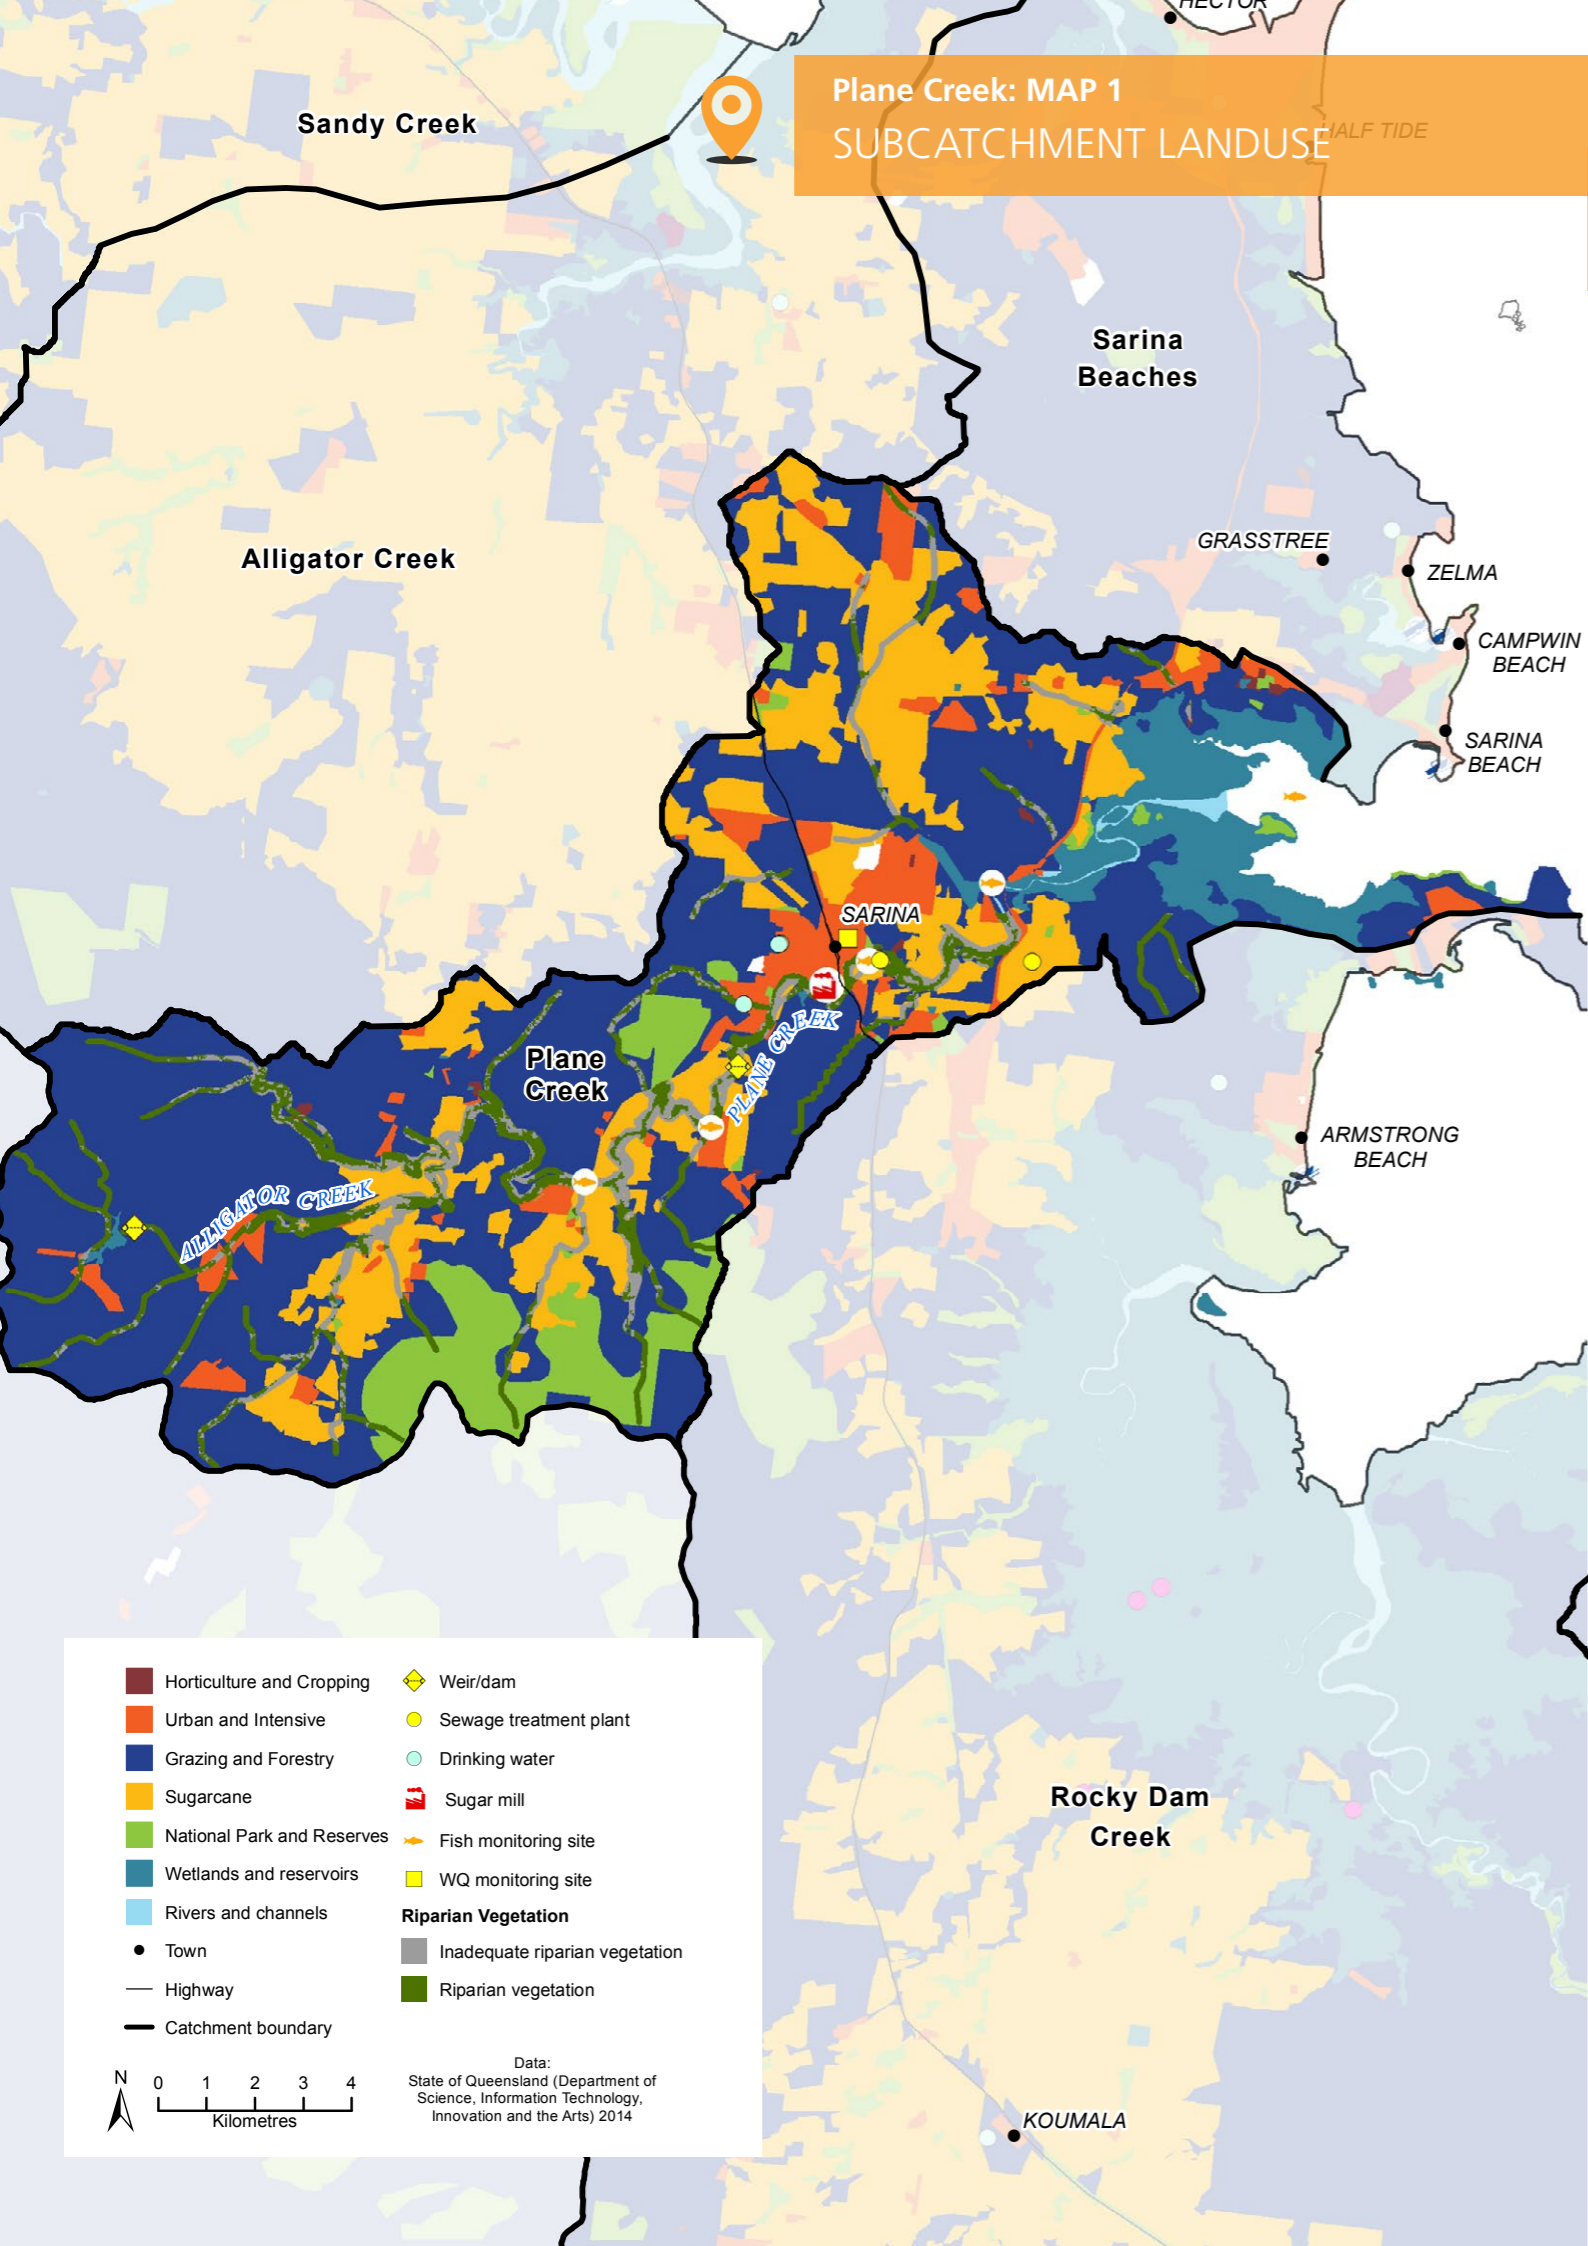 HECTOR
Plane Creek: MAP 1
SUBCATCHMENT LANDUSE
HALF TIDE
Sandy Creek
Sarina
Beaches
Alligator Creek
GRASSTREE
ZELMA
CAMPWIN
BEACH
SARINA
BEACH
SARINA
PLANE CREEK
Plane
Creek
ALLIGATOR CREEK
ARMSTRONG
BEACH
Rocky Dam
Creek
KOUMALA
Horticulture and Cropping
Urban and Intensive
Grazing and Forestry
Sugarcane
National Park and Reserves
Wetlands and reservoirs
Rivers and channels
Town
Highway
Catchment boundary
Weir/dam
Sewage treatment plant
Drinking water
Sugar mill
Fish monitoring site
WQ monitoring site
Riparian Vegetation
Inadequate riparian vegetation
Riparian vegetation
N
0 1 2 3 4
Kilometres
Data:
State of Queensland (Department of
Science, Information Technology,
Innovation and the Arts) 2014